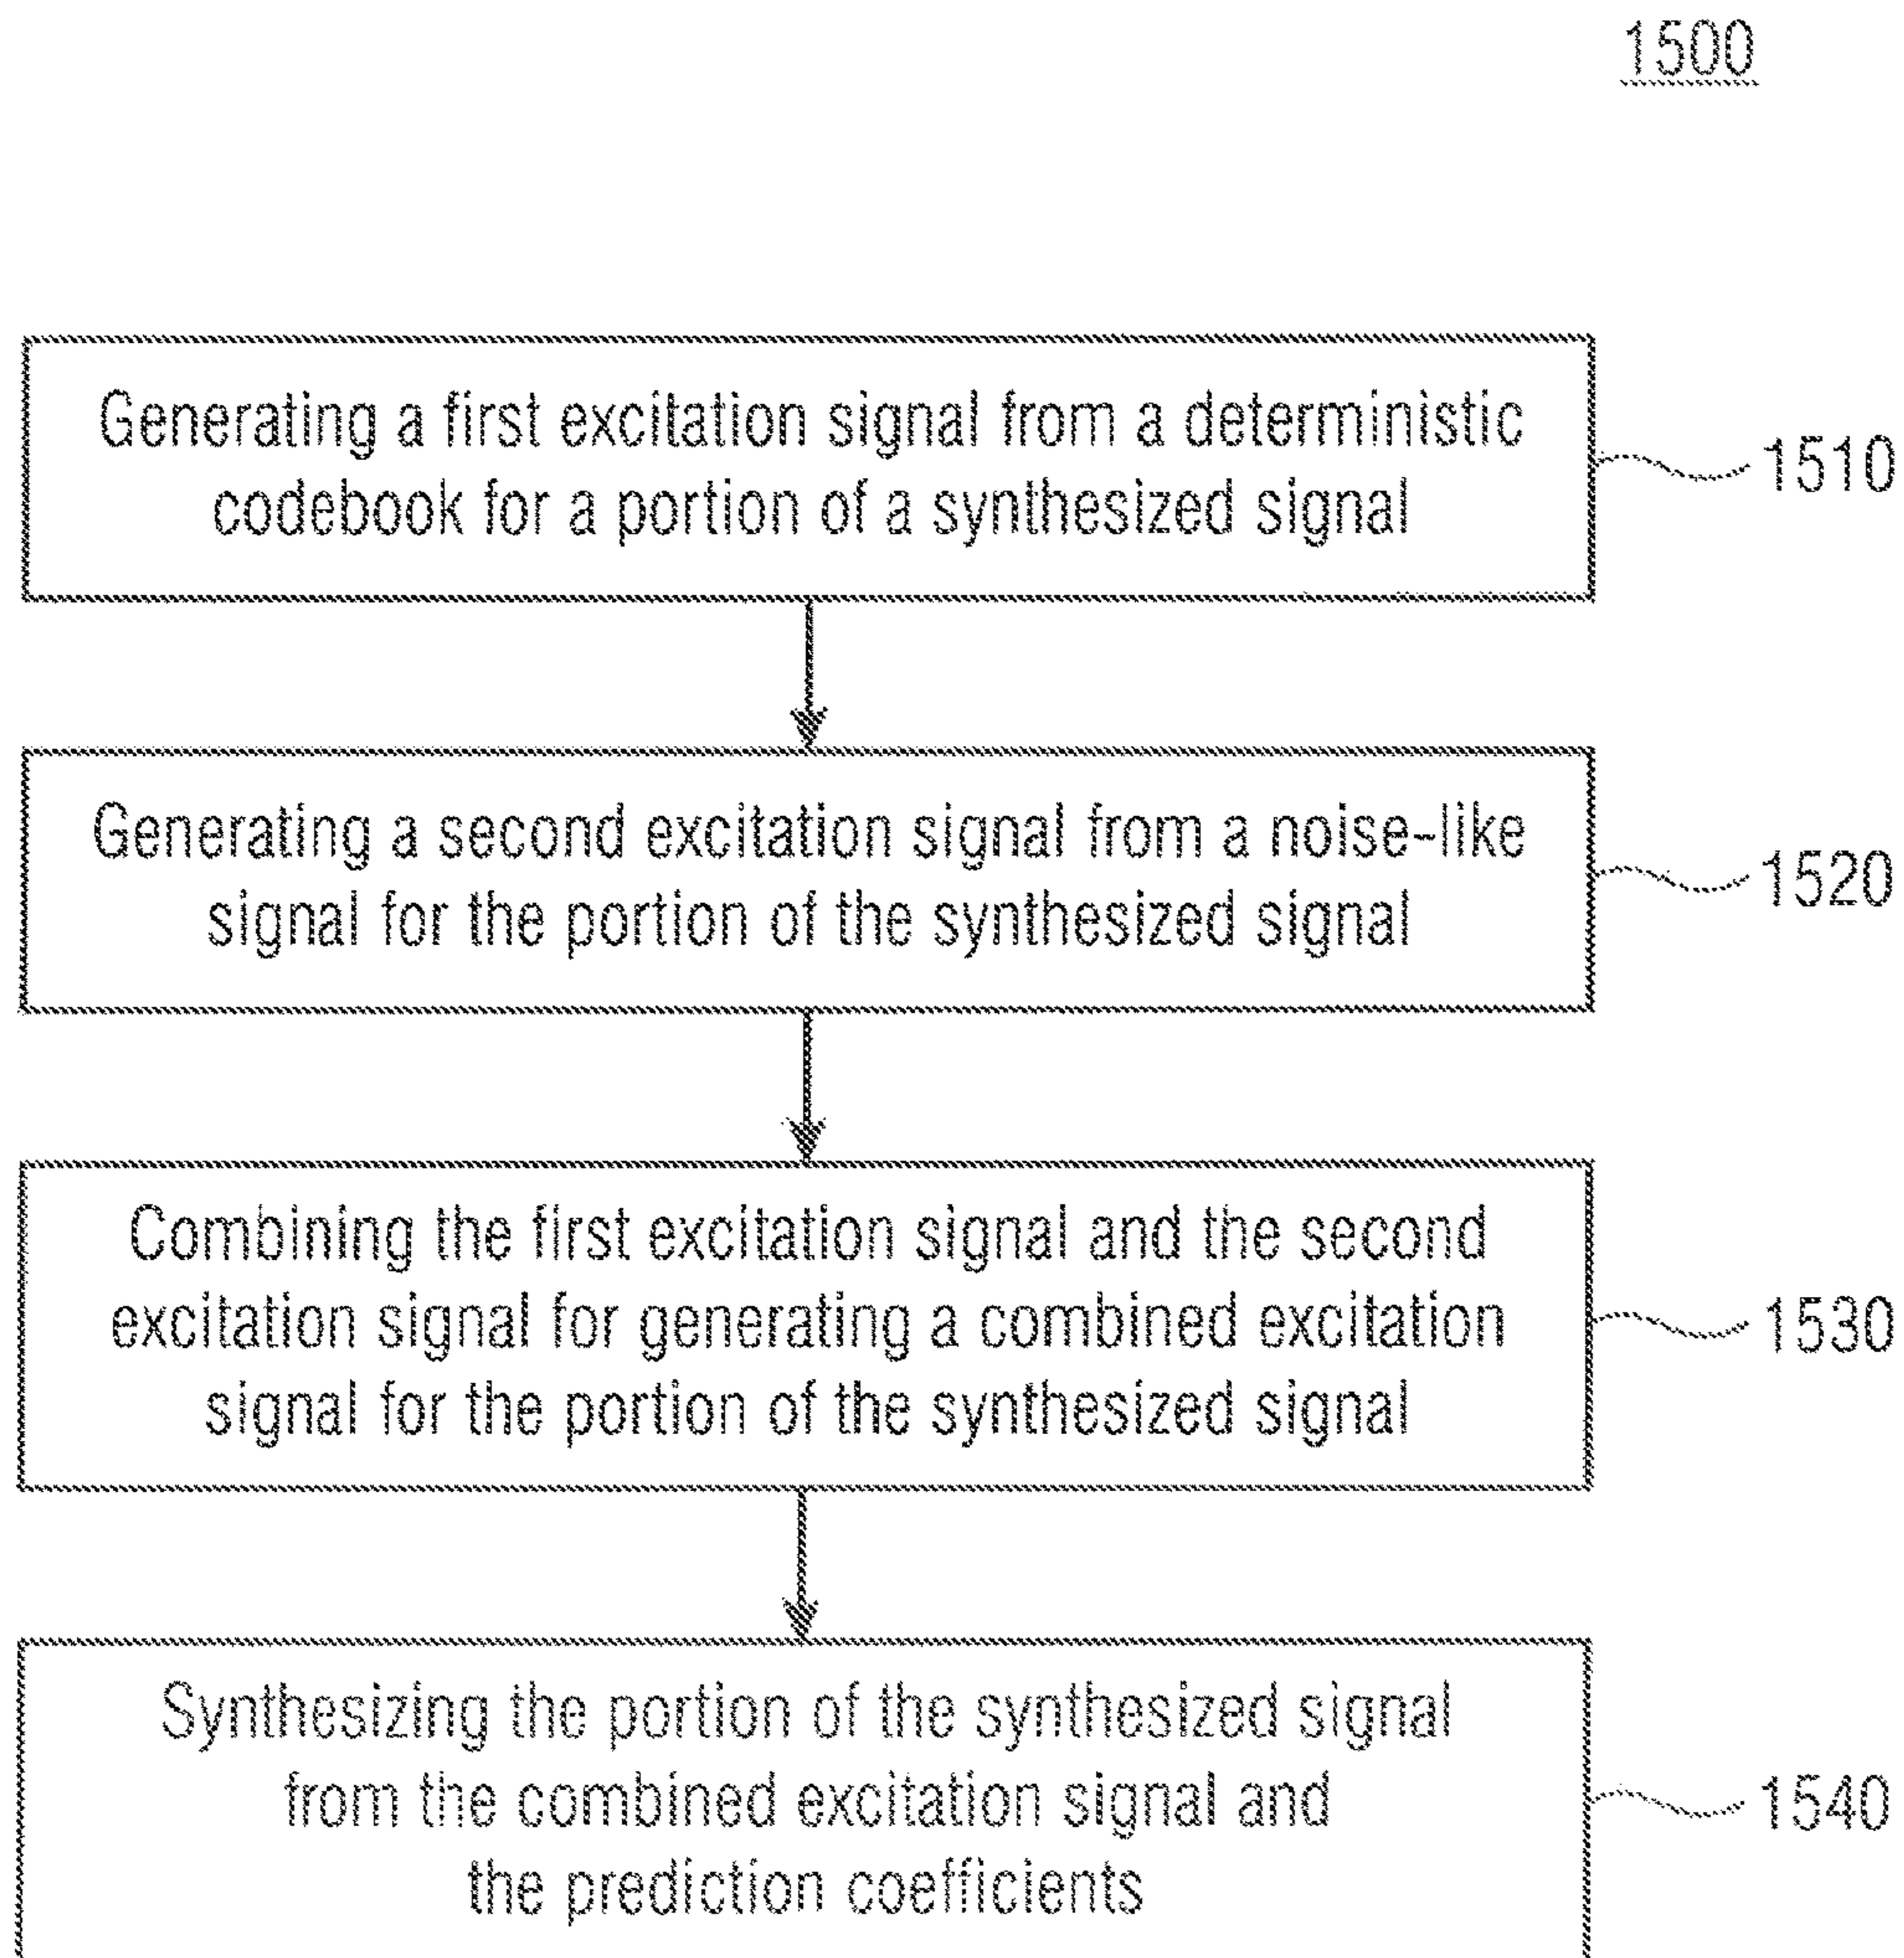 1500
Generating a first excitation signal from a deterministic
codebook for a portion of a synthesized signal
1510
Generating a second excitation signal from a noise-like
signal for the portion of the synthesized signal
1520
Combining the first excitation signal and the second
excitation signal for generating a combined excitation
signal for the portion of the synthesized signal
1530
Synthesizing the portion of the synthesized signal
from the combined excitation signal and
the prediction coefficients
1540